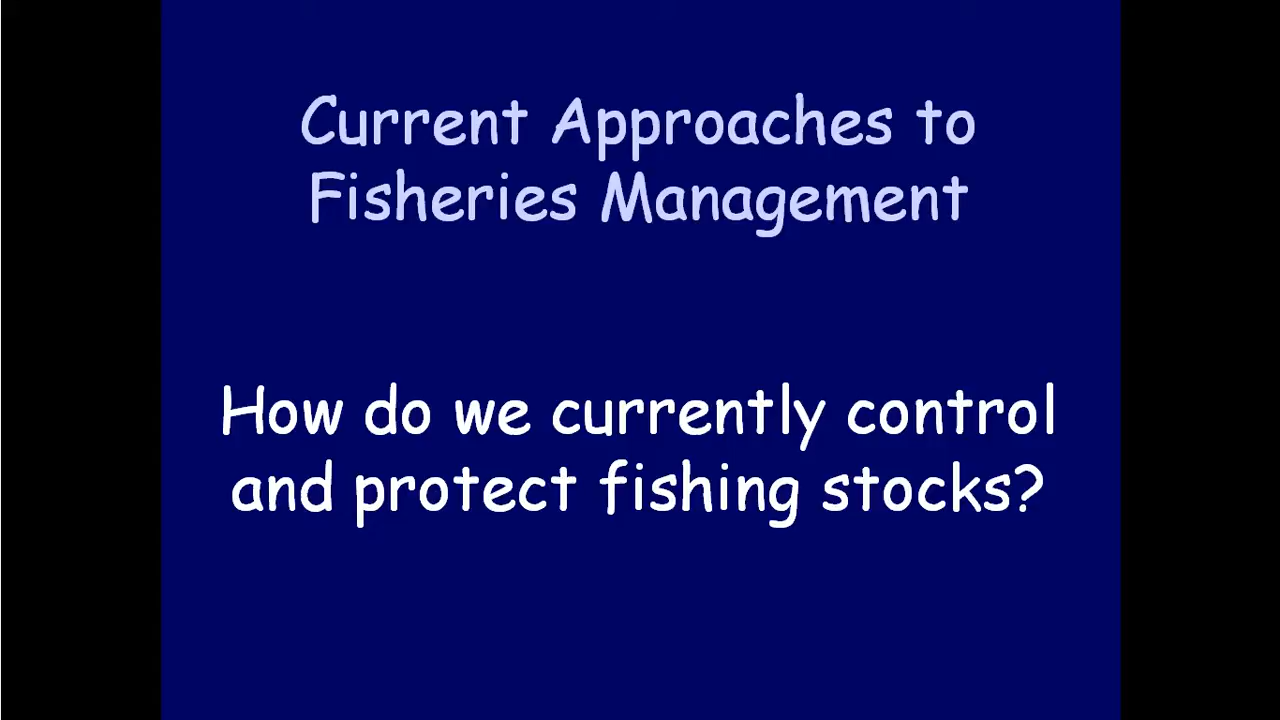 Current Approaches to
Fisheries Management
How do we currently control
and protect fishing stocks?